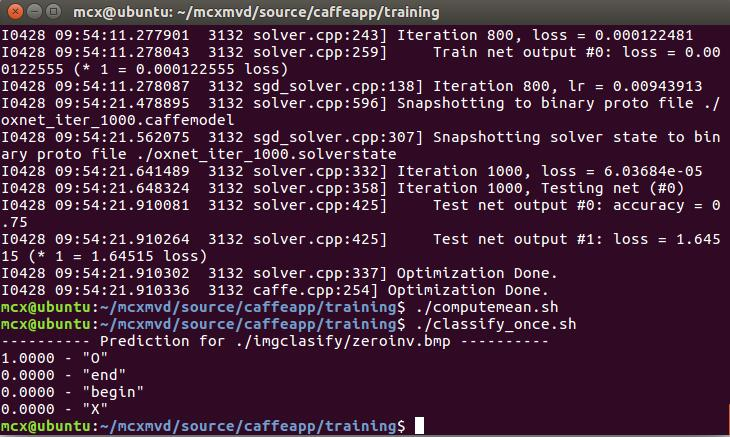 mcx@ubuntu: ~/mcxmvd/source/caffeapp/training
I0428 09:54:11.277901  3132 solver.cpp:243] Iteration 800, loss = 0.000122481
I0428 09:54:11.278043  3132 solver.cpp:259]     Train net output #0: loss = 0.00
0122555 (* 1 = 0.000122555 loss)
I0428 09:54:11.278087  3132 sgd_solver.cpp:138] Iteration 800, lr = 0.00943913
I0428 09:54:21.478895  3132 solver.cpp:596] Snapshotting to binary proto file ./
oxnet_iter_1000.caffemodel
I0428 09:54:21.562075  3132 sgd_solver.cpp:307] Snapshotting solver state to bin
ary proto file ./oxnet_iter_1000.solverstate
I0428 09:54:21.641489  3132 solver.cpp:332] Iteration 1000, loss = 6.03684e-05
I0428 09:54:21.648324  3132 solver.cpp:358] Iteration 1000, Testing net (#0)
I0428 09:54:21.910081  3132 solver.cpp:425]     Test net output #0: accuracy = 0
.75
I0428 09:54:21.910264  3132 solver.cpp:425]     Test net output #1: loss = 1.645
15 (* 1 = 1.64515 loss)
I0428 09:54:21.910302  3132 solver.cpp:337] Optimization Done.
I0428 09:54:21.910336  3132 caffe.cpp:254] Optimization Done.
mcx@ubuntu:~/mcxmvd/source/caffeapp/training$ ./computemean.sh
mcx@ubuntu:~/mcxmvd/source/caffeapp/training$ ./classify_once.sh
---------- Prediction for ./imgclasify/zeroinv.bmp ----------
1.0000 - "O"
0.0000 - "end"
0.0000 - "begin"
0.0000 - "X"
mcx@ubuntu:~/mcxmvd/source/caffeapp/training$